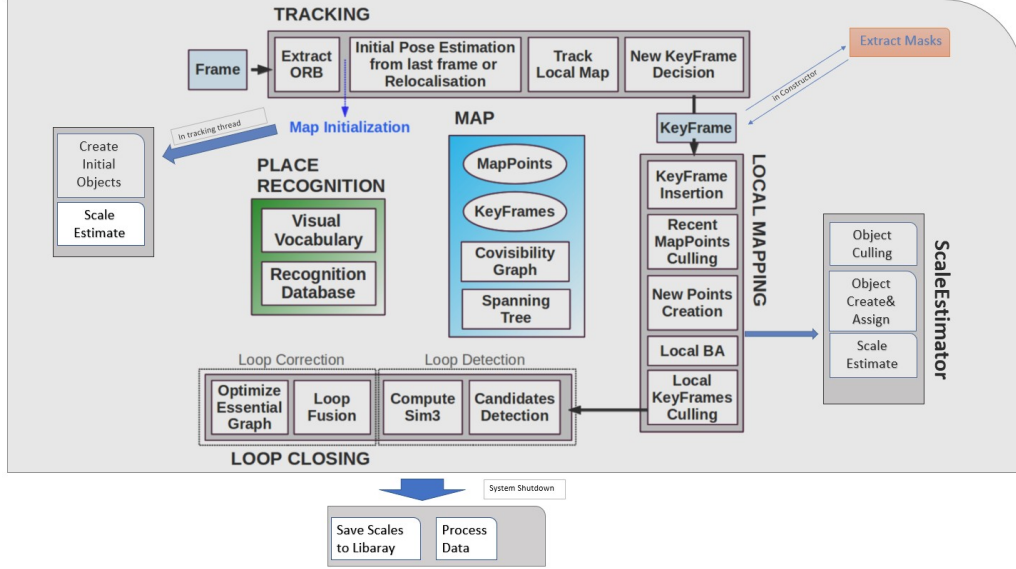 TRACKING
Frame
Extract
ORB
Initial Pose Estimation
from last frame or
Relocalisation
Track
Local Map
New KeyFrame
Decision
Extract Masks
in Constructor
Map Initialization
In tracking thread
Create
Initial
Objects
Scale
Estimate
PLACE
RECOGNITION
Visual
Vocabulary
Recognition
Database
MAP
MapPoints
KeyFrames
Covisibility
Graph
Spanning
Tree
KeyFrame
LOCAL MAPPING
KeyFrame
Insertion
Recent
MapPoints
Culling
New Points
Creation
Local BA
Local
KeyFrames
Culling
ScaleEstimator
Object
Culling
Object
Create&
Assign
Scale
Estimate
Loop Correction
Loop Detection
Optimize
Essential
Graph
Loop
Fusion
Compute
Sim3
Candidates
Detection
LOOP CLOSING
System Shutdown
Save Scales
to Libaray
Process
Data